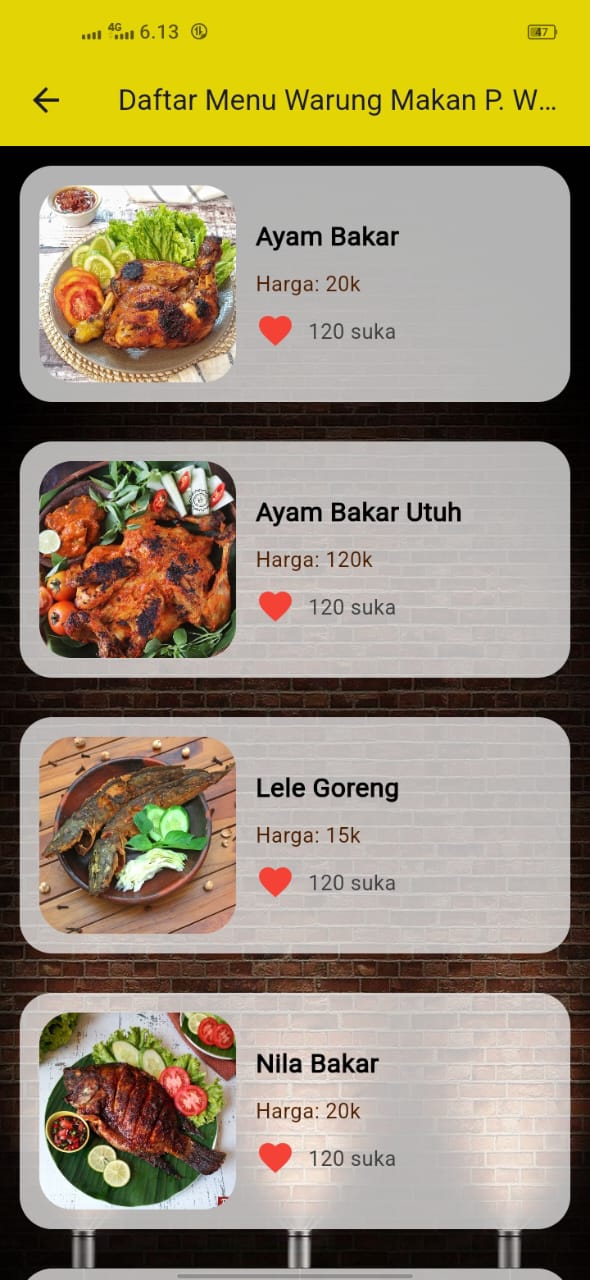 4G 6.13 47
Daftar Menu Warung Makan P. W...
Ayam Bakar
Harga: 20k
120 suka
Ayam Bakar Utuh
Harga: 120k
120 suka
Lele Goreng
Harga: 15k
120 suka
Nila Bakar
Harga: 20k
120 suka